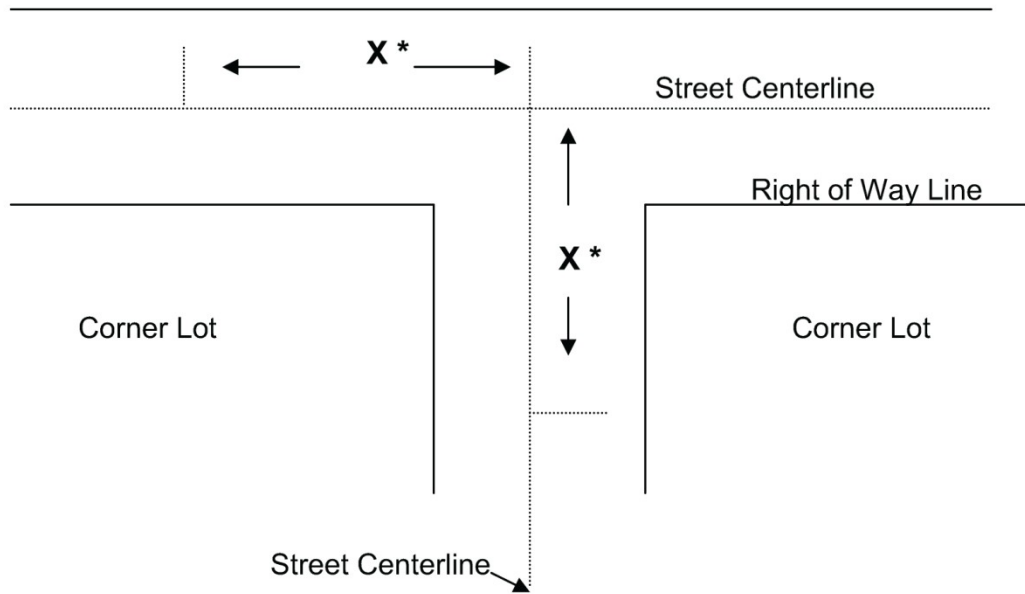 X *
Street Centerline
Right of Way Line
X *
Corner Lot
Corner Lot
Street Centerline